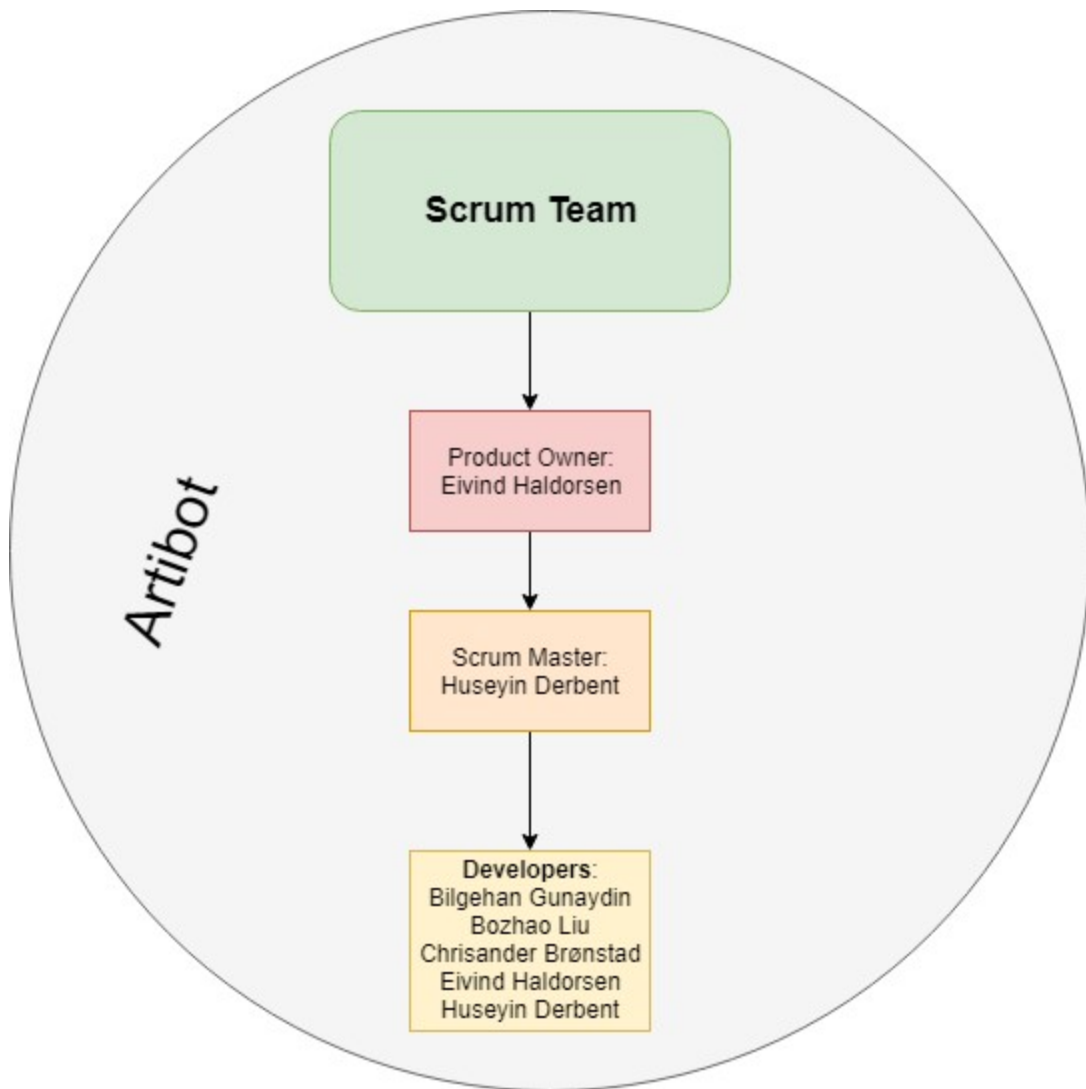 Scrum Team
Product Owner:
Eivind Haldorsen
Artibot
Scrum Master:
Huseyin Derbent
Developers:
Bilgehan Gunaydin
Bozhao Liu
Chrisander Brønstad
Eivind Haldorsen
Huseyin Derbent